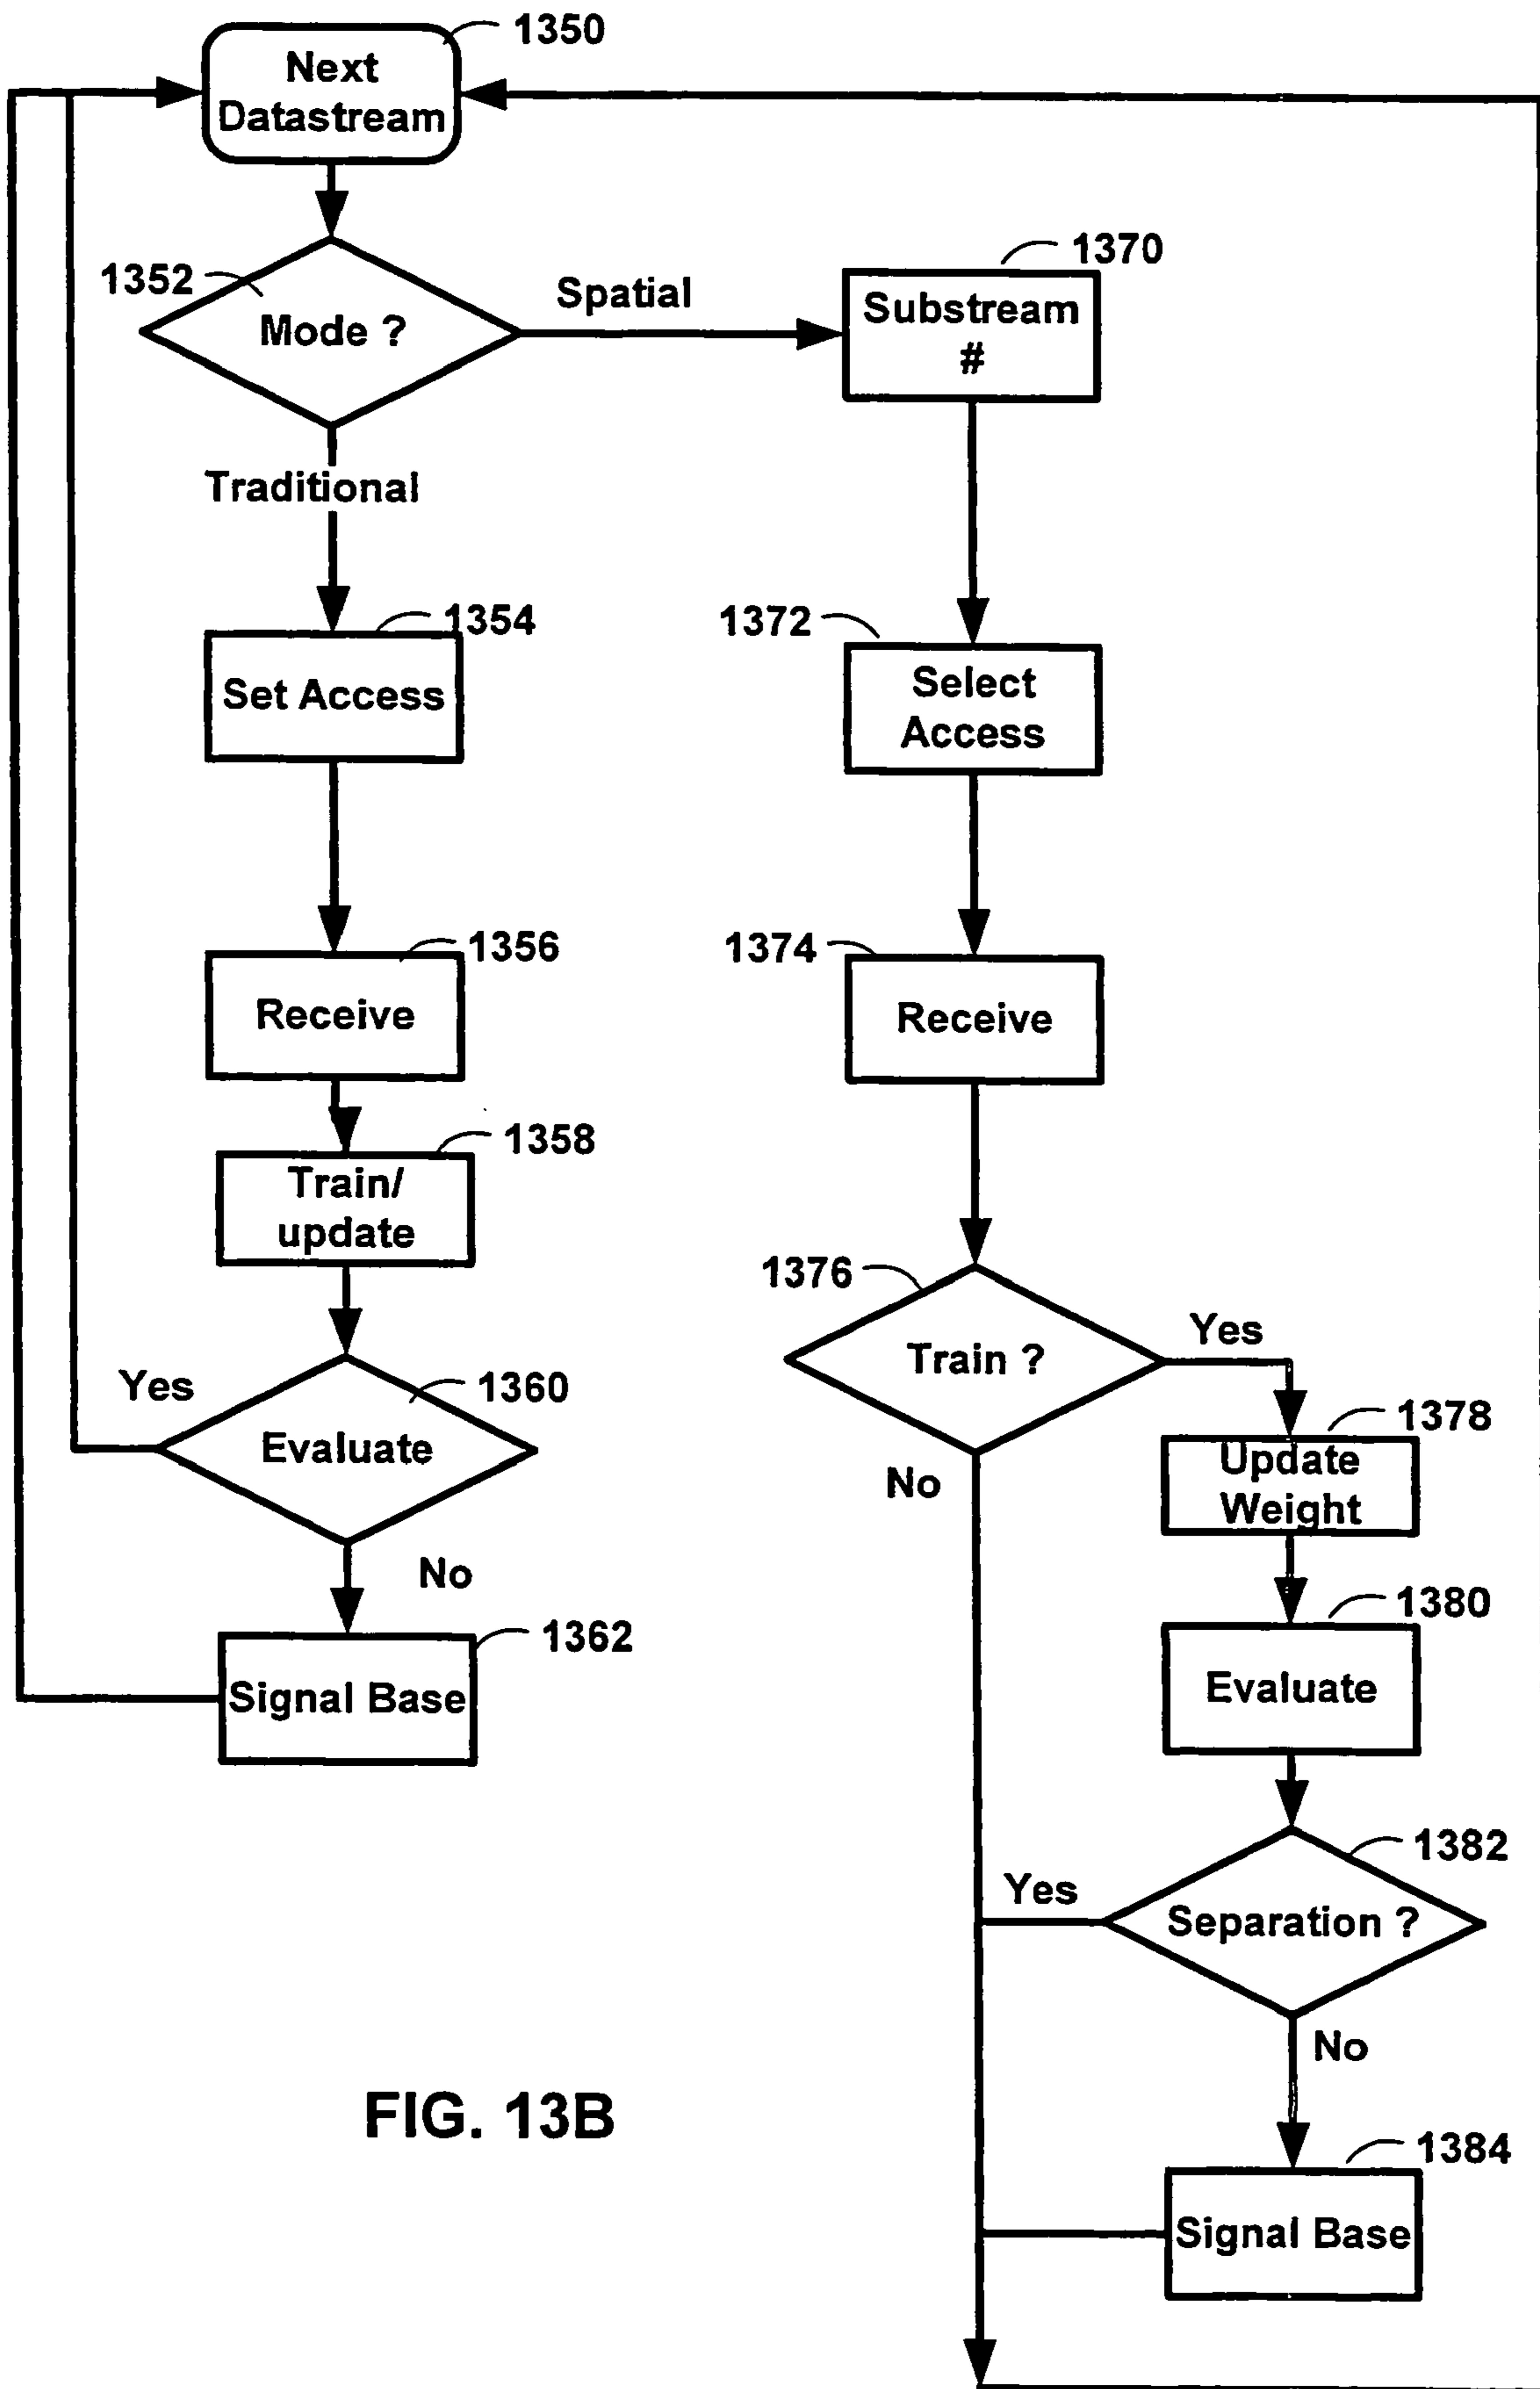 1350
Next
Datastream
1352
Mode ?
Spatial
1370
Substream
#
Traditional
1354
Set Access
1372
Select
Access
1356
Receive
1374
Receive
1358
Train/
update
1376
Train ?
Yes
No
1360
Evaluate
Yes
No
1378
Update
Weight
1362
Signal Base
1380
Evaluate
1382
Separation ?
Yes
No
1384
Signal Base
FIG. 13B